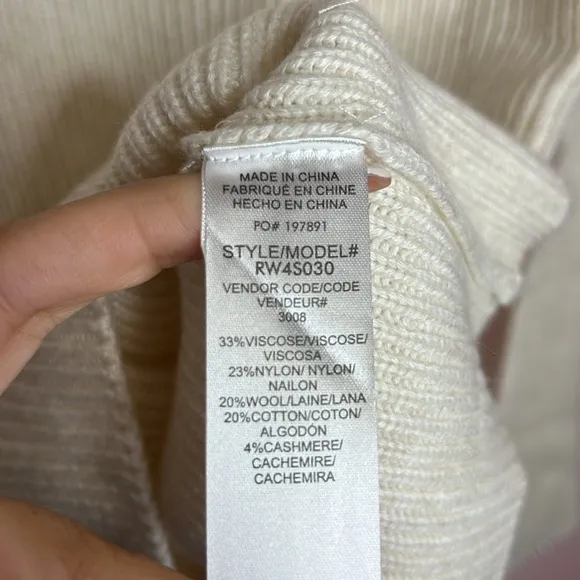 MADE IN CHINA
FABRIQUÉ EN CHINE
HECHO EN CHINA
PO# 197891
STYLE/MODEL#
RW4S030
VENDOR CODE/CODE
VENDEUR#
3008
33%VISCOSE/VISCOSE/
VISCOSA
23%NYLON/ NYLON/
NAILON
20%WOOL/LAINE/LANA
20%COTTON/COTON/
ALGODÓN
4%CASHMERE/
CACHEMIRE/
CACHEMIRA